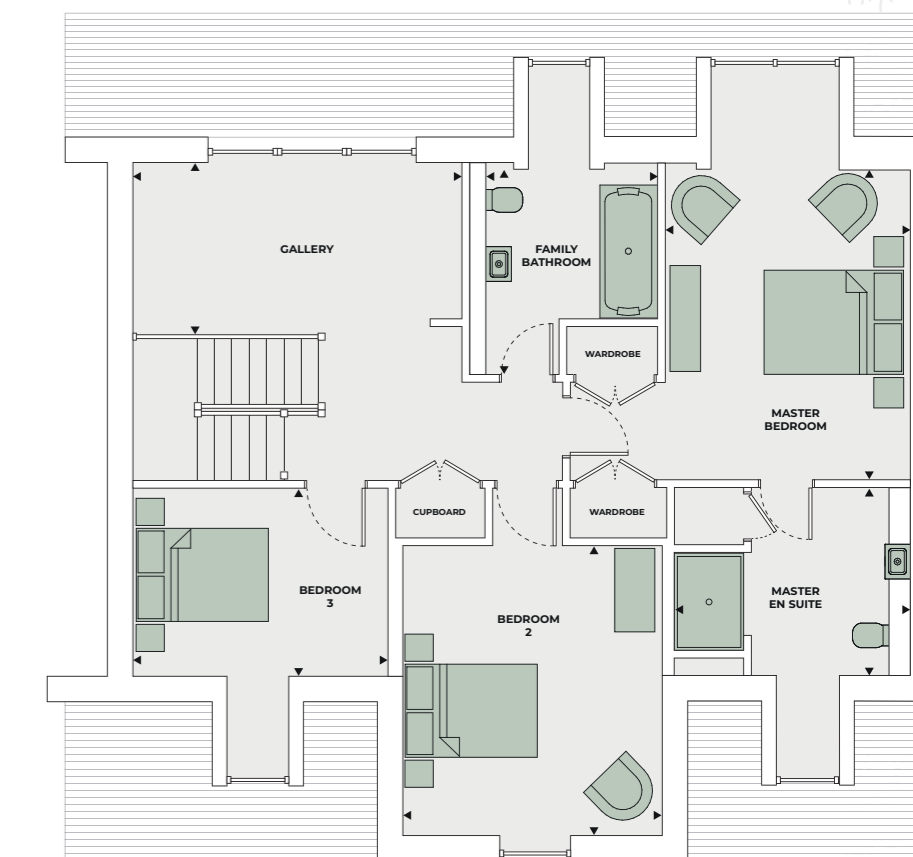 GALLERY
FAMILY
BATHROOM
WARDROBE
MASTER
BEDROOM
CUPBOARD
WARDROBE
BEDROOM
3
BEDROOM
2
MASTER
EN SUITE